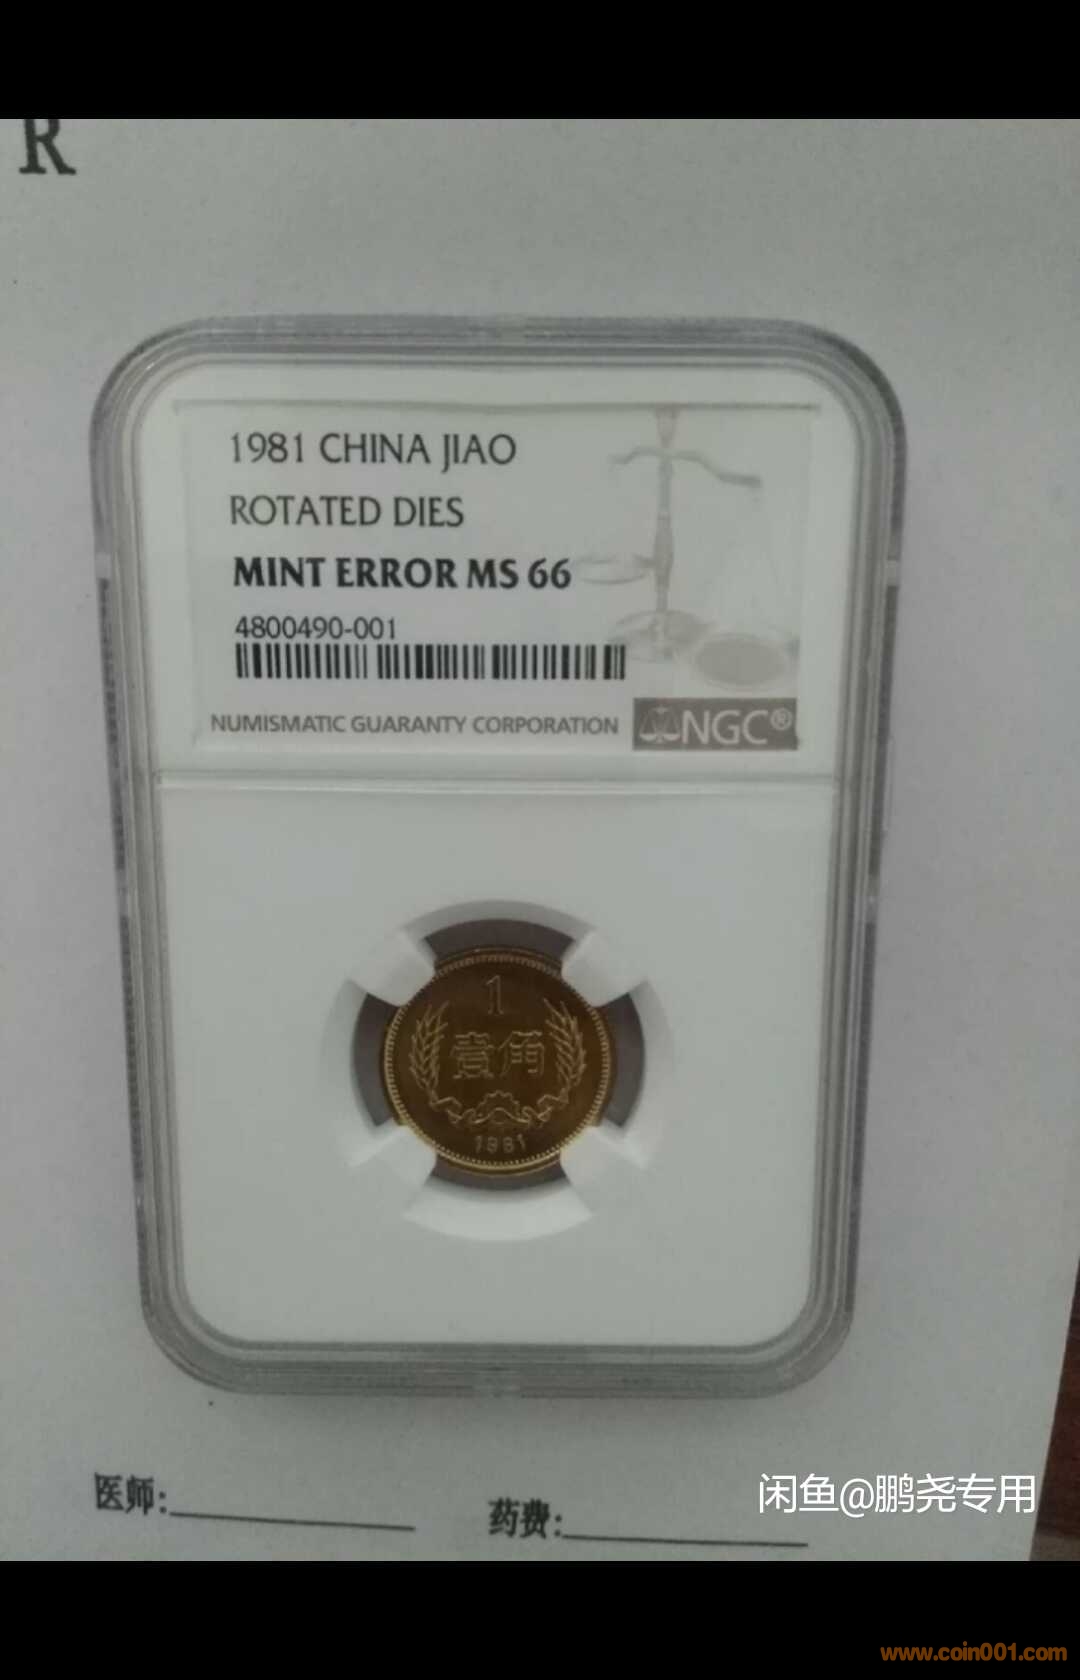 R
1981 CHINA JIAO
ROTATED DIES
MINT ERROR MS 66
4800490-001
NUMISMATIC GUARANTY CORPORATION NGC®
1
壹角
1981
医师:
药费:
闲鱼@鹏尧专用
www.coin001.com